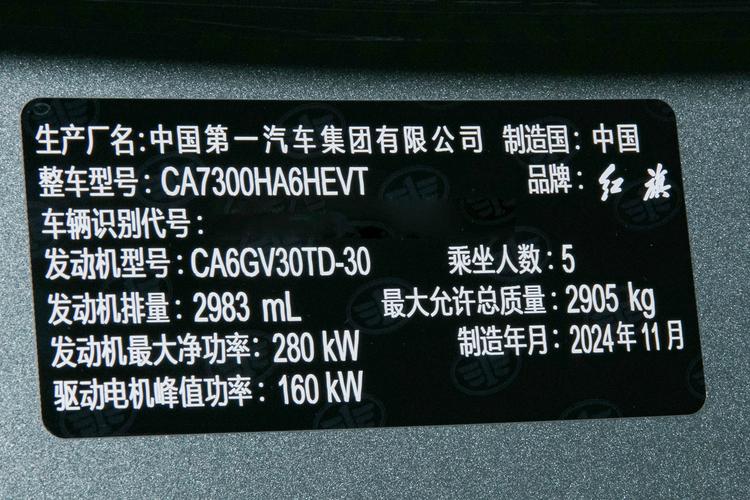 生产厂名:中国第一汽车集团有限公司 制造国:中国
整车型号:CA7300HA6HEVT 品牌:红旗
车辆识别代号:
发动机型号:CA6GV30TD-30 乘坐人数:5
发动机排量:2983 mL 最大允许总质量:2905 kg
发动机最大净功率:280 kW 制造年月:2024年11月
驱动电机峰值功率:160 kW